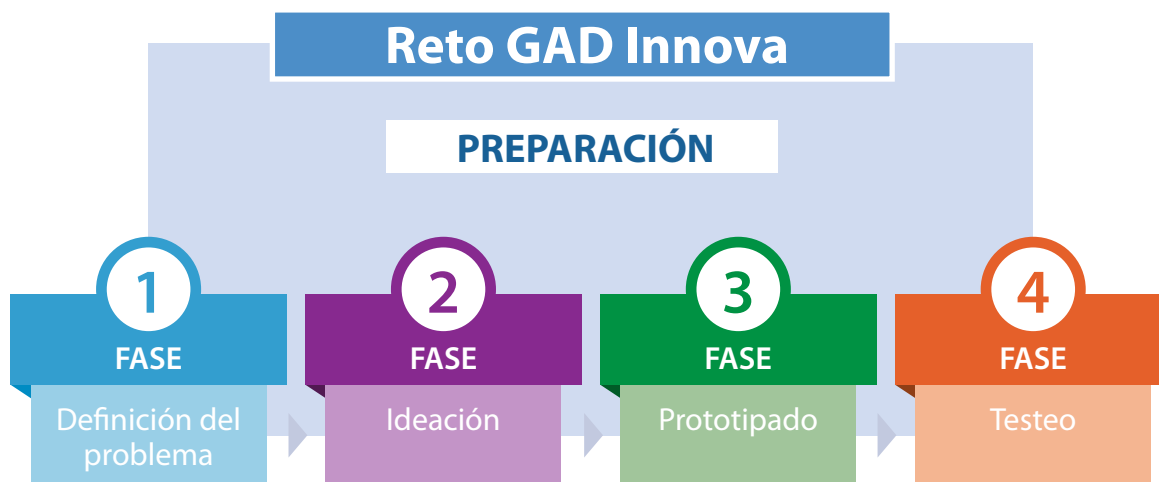 Reto GAD Innova
PREPARACIÓN
1
FASE
Definición del
problema
2
FASE
Ideación
3
FASE
Prototipado
4
FASE
Testeo